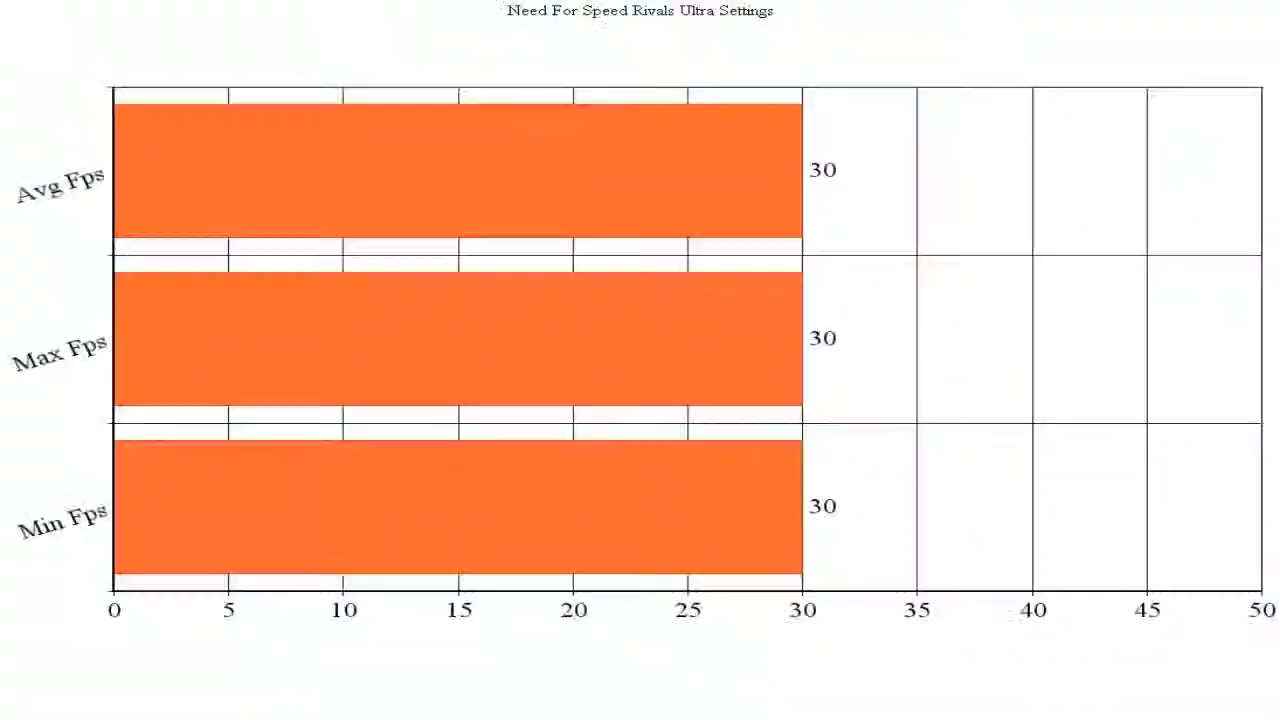 Need For Speed Rivals Ultra Settings
Avg Fps
30
Max Fps
30
Min Fps
30
0 5 10 15 20 25 30 35 40 45 50